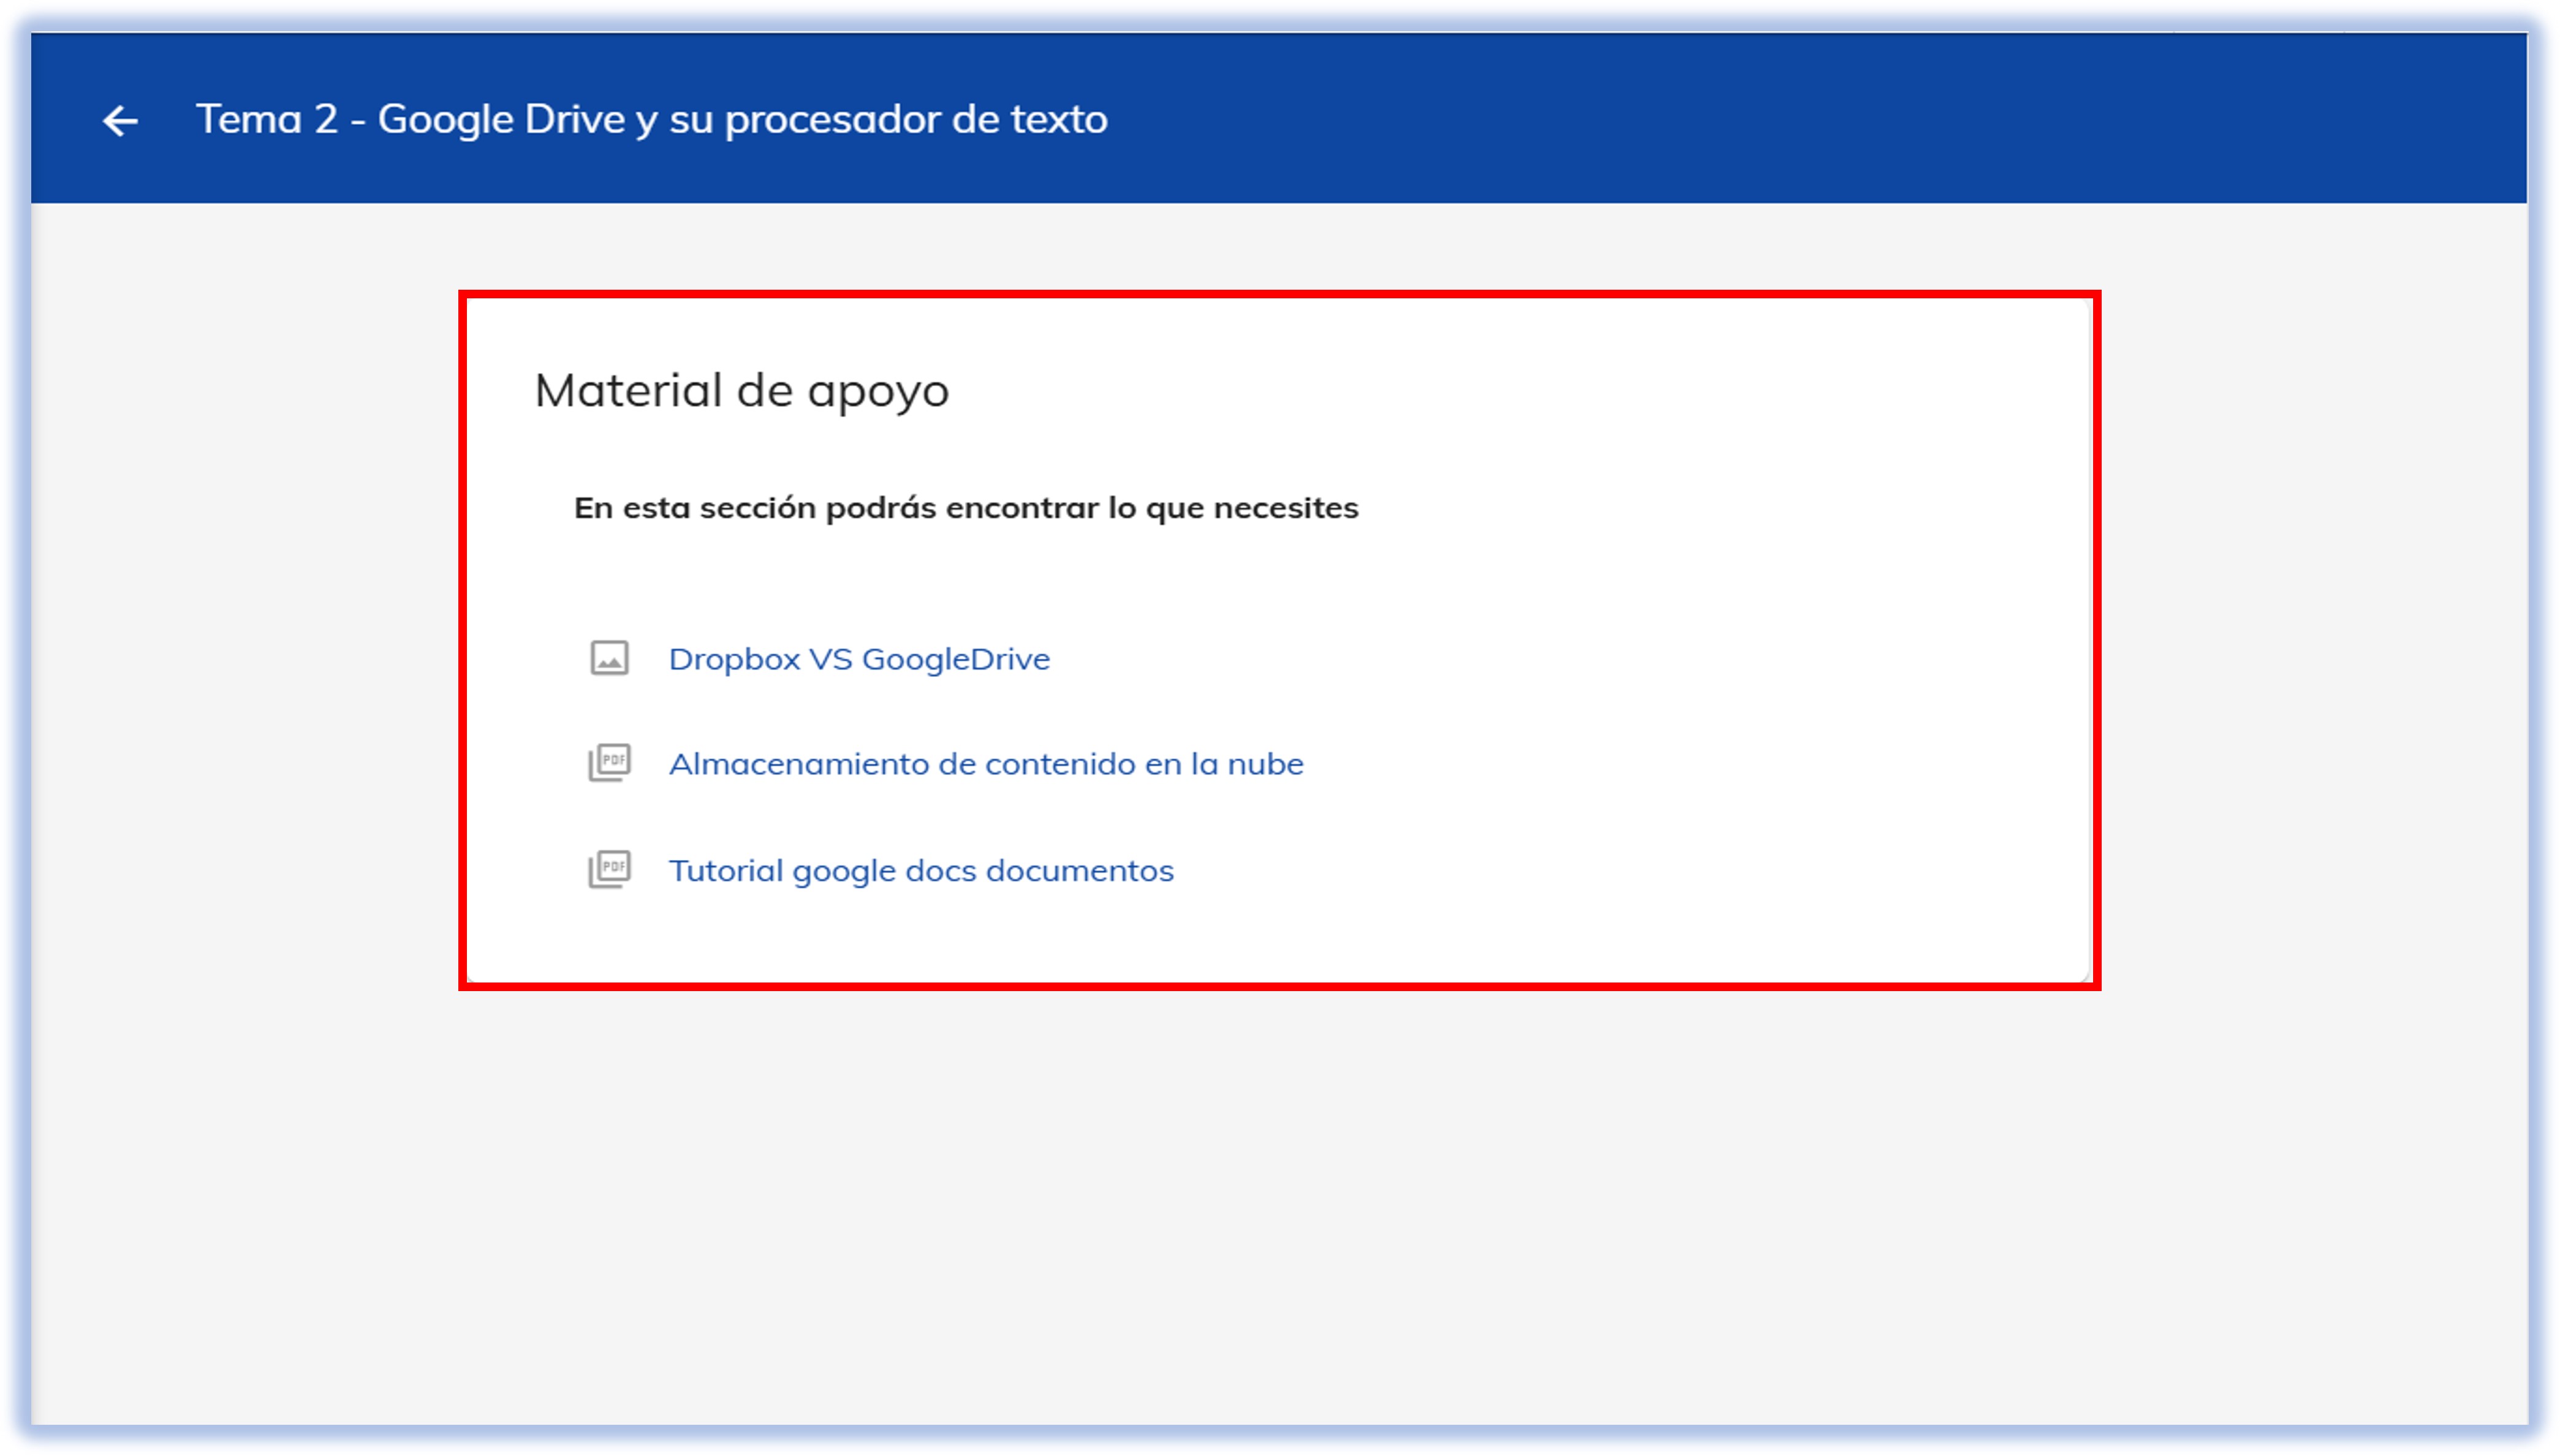 Tema 2 - Google Drive y su procesador de texto
Material de apoyo
En esta sección podrás encontrar lo que necesites
Dropbox VS GoogleDrive
PDF Almacenamiento de contenido en la nube
PDF Tutorial google docs documentos